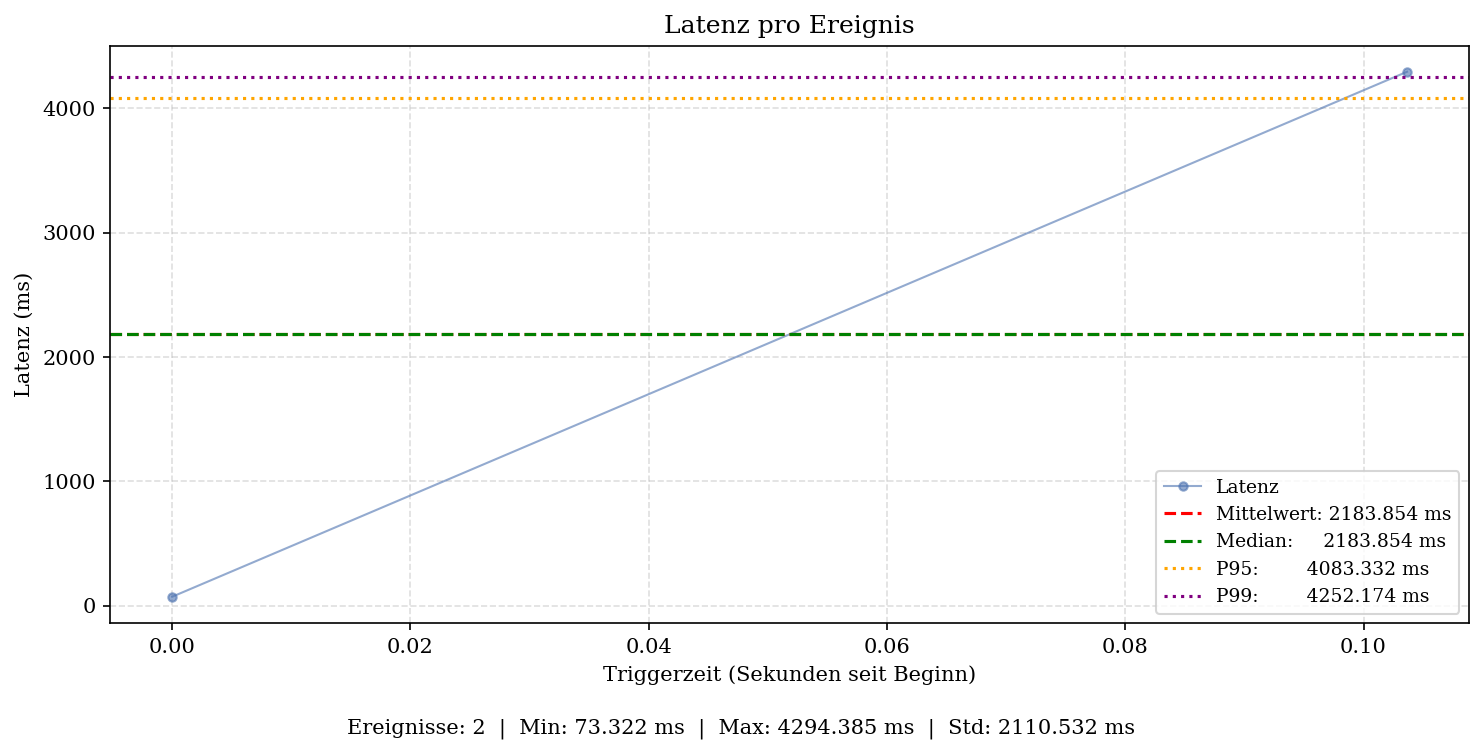 Latenz pro Ereignis
Latenz (ms)
4000
3000
2000
1000
0
Latenz
Mittelwert: 2183.854 ms
Median: 2183.854 ms
P95: 4083.332 ms
P99: 4252.174 ms
0.00 0.02 0.04 0.06 0.08 0.10
Triggerzeit (Sekunden seit Beginn)
Ereignisse: 2 | Min: 73.322 ms | Max: 4294.385 ms | Std: 2110.532 ms